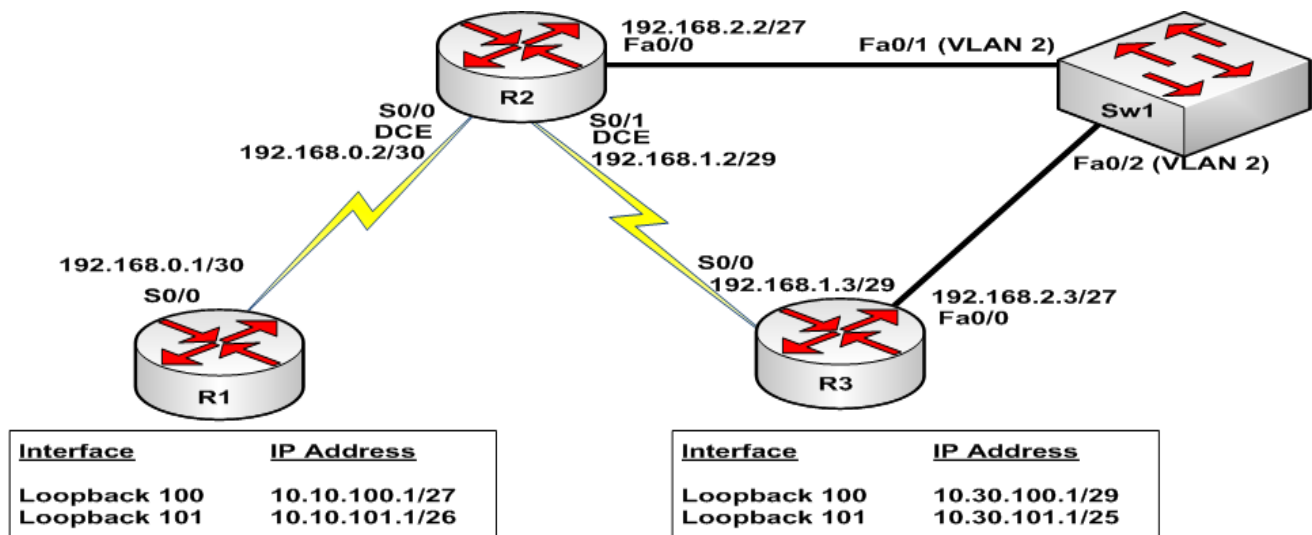 192.168.2.2/27
Fa0/0
Fa0/1 (VLAN 2)
R2
Sw1
S0/0
DCE
192.168.0.2/30
S0/1
DCE
192.168.1.2/29
Fa0/2 (VLAN 2)
192.168.0.1/30
S0/0
S0/0
192.168.1.3/29
192.168.2.3/27
Fa0/0
R1
R3
Interface IP Address
Loopback 100 10.10.100.1/27
Loopback 101 10.10.101.1/26
Interface IP Address
Loopback 100 10.30.100.1/29
Loopback 101 10.30.101.1/25